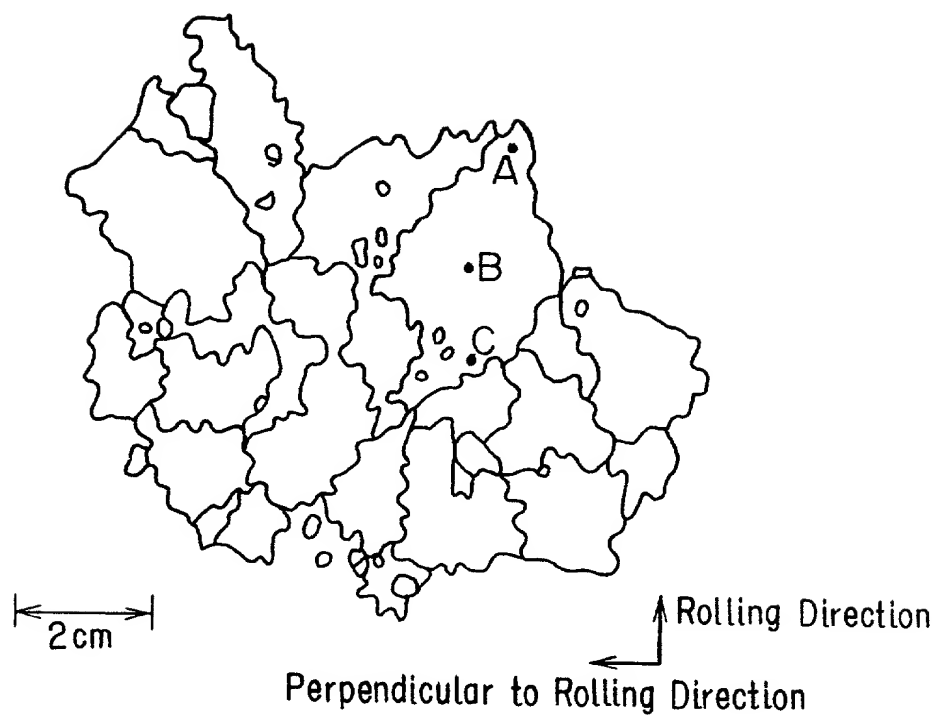 A
B
C
2cm
Rolling Direction
Perpendicular to Rolling Direction